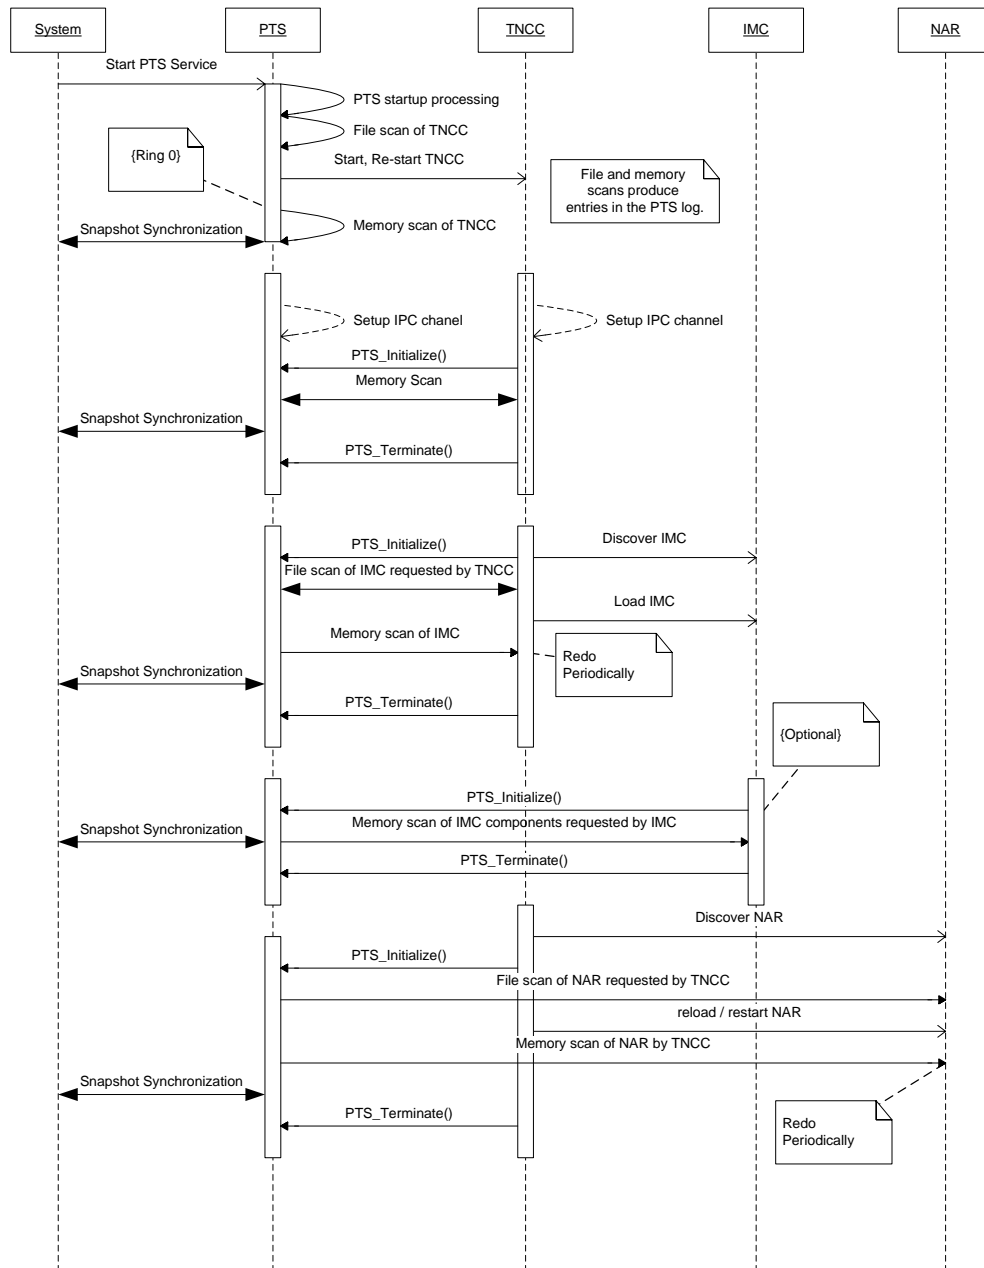 System
PTS
TNCC
IMC
NAR
Start PTS Service
PTS startup processing
File scan of TNCC
{Ring 0}
Start, Re-start TNCC
File and memory
scans produce
entries in the PTS log.
Memory scan of TNCC
Snapshot Synchronization
Setup IPC channel
Setup IPC channel
PTS_Initialize()
Memory Scan
Snapshot Synchronization
PTS_Terminate()
PTS_Initialize()
Discover IMC
File scan of IMC requested by TNCC
Load IMC
Memory scan of IMC
Redo
Periodically
Snapshot Synchronization
PTS_Terminate()
{Optional}
PTS_Initialize()
Memory scan of IMC components requested by IMC
Snapshot Synchronization
PTS_Terminate()
Discover NAR
PTS_Initialize()
File scan of NAR requested by TNCC
reload / restart NAR
Memory scan of NAR by TNCC
Snapshot Synchronization
PTS_Terminate()
Redo
Periodically